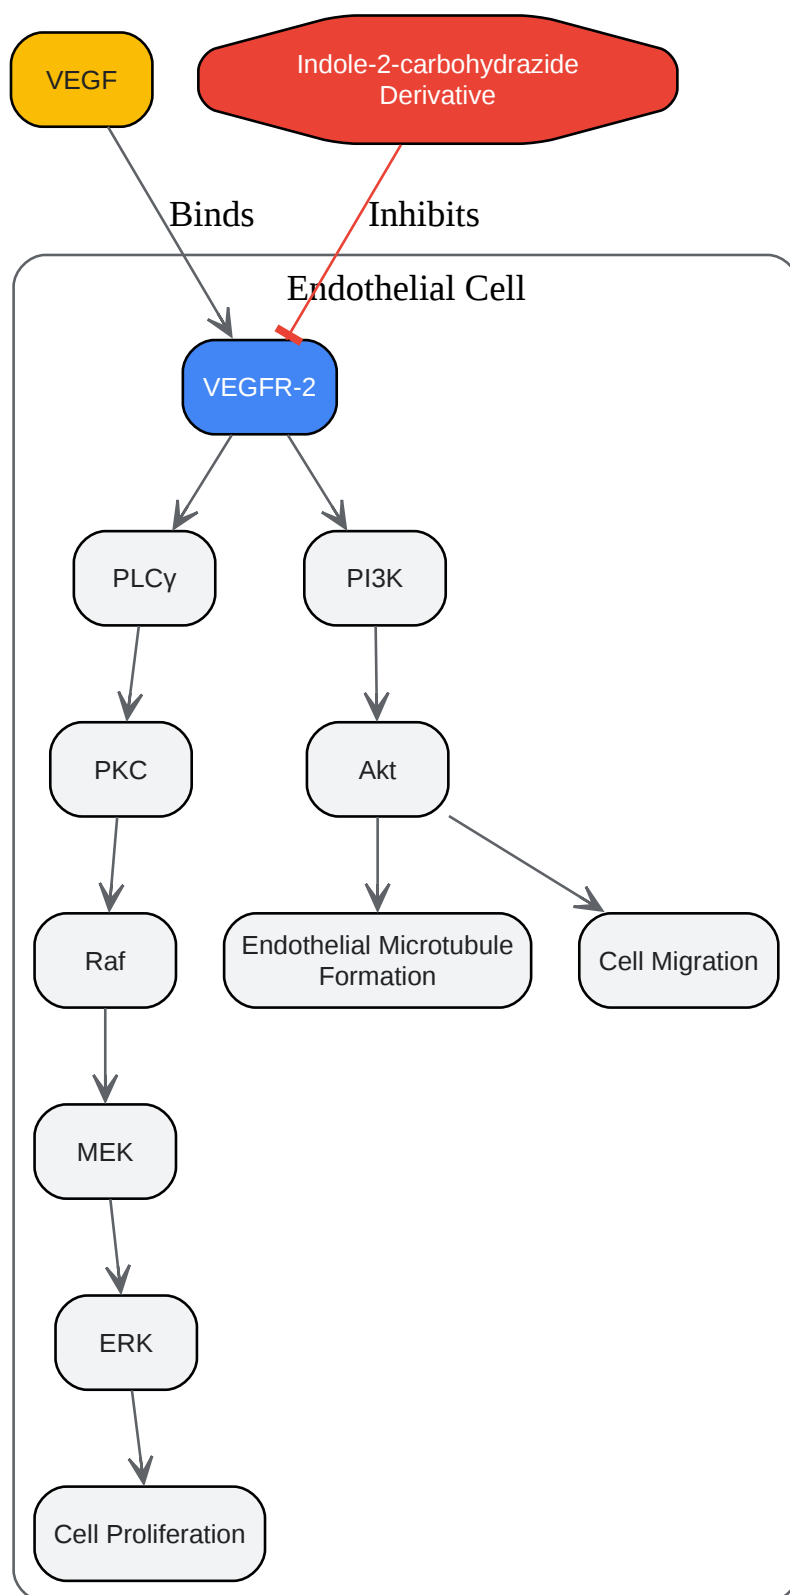 VEGF
Indole-2-carbohydrazide
Derivative
Binds
Inhibits
Endothelial Cell
VEGFR-2
PLCγ
PI3K
PKC
Akt
Raf
Endothelial Microtubule
Formation
Cell Migration
MEK
ERK
Cell Proliferation